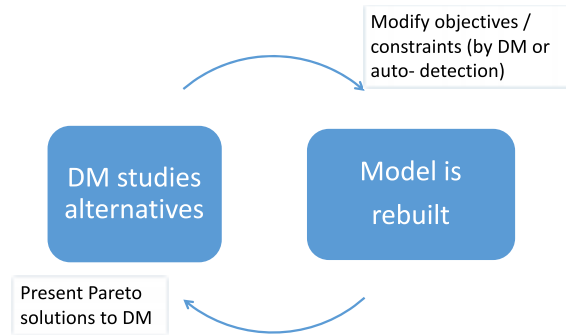 Modify objectives /
constraints (by DM or
auto- detection)
DM studies
alternatives
Model is
rebuilt
Present Pareto
solutions to DM